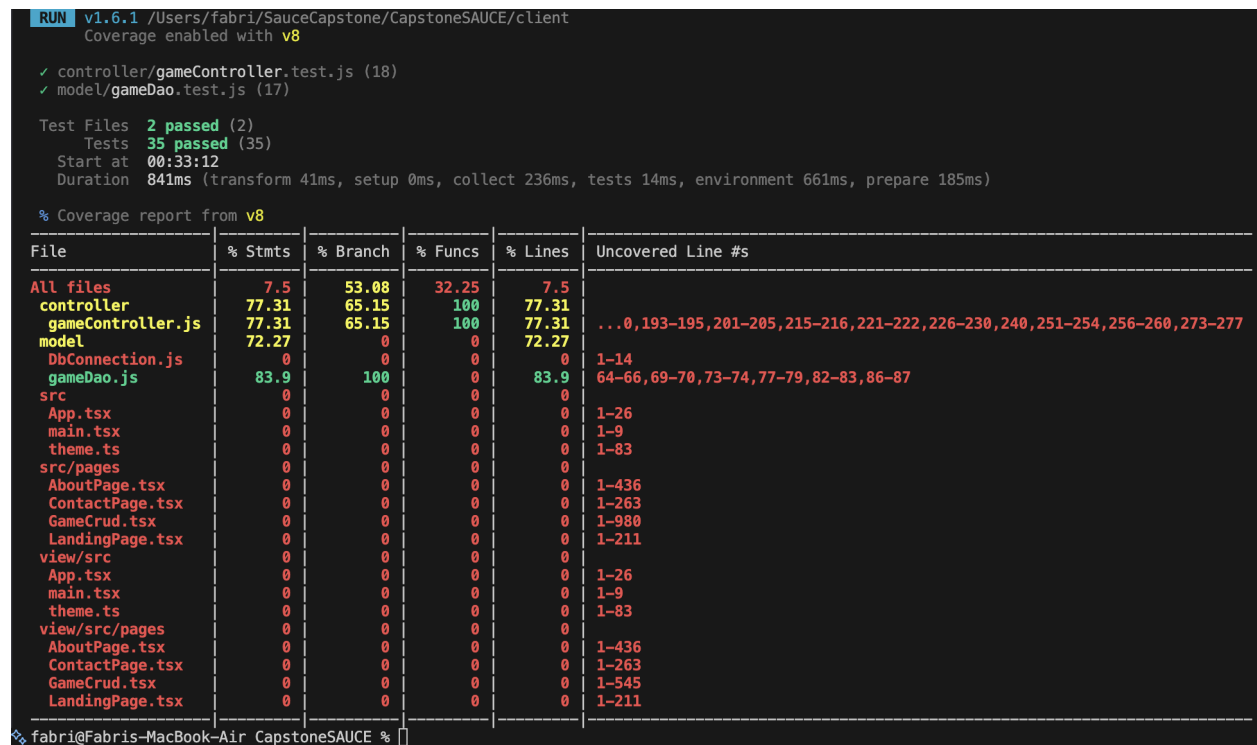 RUN v1.6.1 /Users/fabri/SauceCapstone/CapstoneSAUCE/client
Coverage enabled with v8
✓ controller/gameController.test.js (18)
✓ model/gameDao.test.js (17)
Test Files 2 passed (2)
Tests 35 passed (35)
Start at 00:33:12
Duration 841ms (transform 41ms, setup 0ms, collect 236ms, tests 14ms, environment 661ms, prepare 185ms)
% Coverage report from v8
File | % Stmts | % Branch | % Funcs | % Lines | Uncovered Line #s
All files | 7.5 | 53.08 | 32.25 | 7.5 |
controller | 77.31 | 65.15 | 100 | 77.31 |
gameController.js | 77.31 | 65.15 | 100 | 77.31 | ...0,193-195,201-205,215-216,221-222,226-230,240,251-254,256-260,273-277
model | 72.27 | 0 | 0 | 72.27 |
DbConnection.js | 0 | 0 | 0 | 0 | 1-14
gameDao.js | 83.9 | 100 | 0 | 83.9 | 64-66,69-70,73-74,77-79,82-83,86-87
src | 0 | 0 | 0 | 0 |
App.tsx | 0 | 0 | 0 | 0 | 1-26
main.tsx | 0 | 0 | 0 | 0 | 1-9
theme.ts | 0 | 0 | 0 | 0 | 1-83
src/pages | 0 | 0 | 0 | 0 |
AboutPage.tsx | 0 | 0 | 0 | 0 | 1-436
ContactPage.tsx | 0 | 0 | 0 | 0 | 1-263
GameCrud.tsx | 0 | 0 | 0 | 0 | 1-980
LandingPage.tsx | 0 | 0 | 0 | 0 | 1-211
view/src | 0 | 0 | 0 | 0 |
App.tsx | 0 | 0 | 0 | 0 | 1-26
main.tsx | 0 | 0 | 0 | 0 | 1-9
theme.ts | 0 | 0 | 0 | 0 | 1-83
view/src/pages | 0 | 0 | 0 | 0 |
AboutPage.tsx | 0 | 0 | 0 | 0 | 1-436
ContactPage.tsx | 0 | 0 | 0 | 0 | 1-263
GameCrud.tsx | 0 | 0 | 0 | 0 | 1-545
LandingPage.tsx | 0 | 0 | 0 | 0 | 1-211
fabri@Fabris-MacBook-Air CapstoneSAUCE %